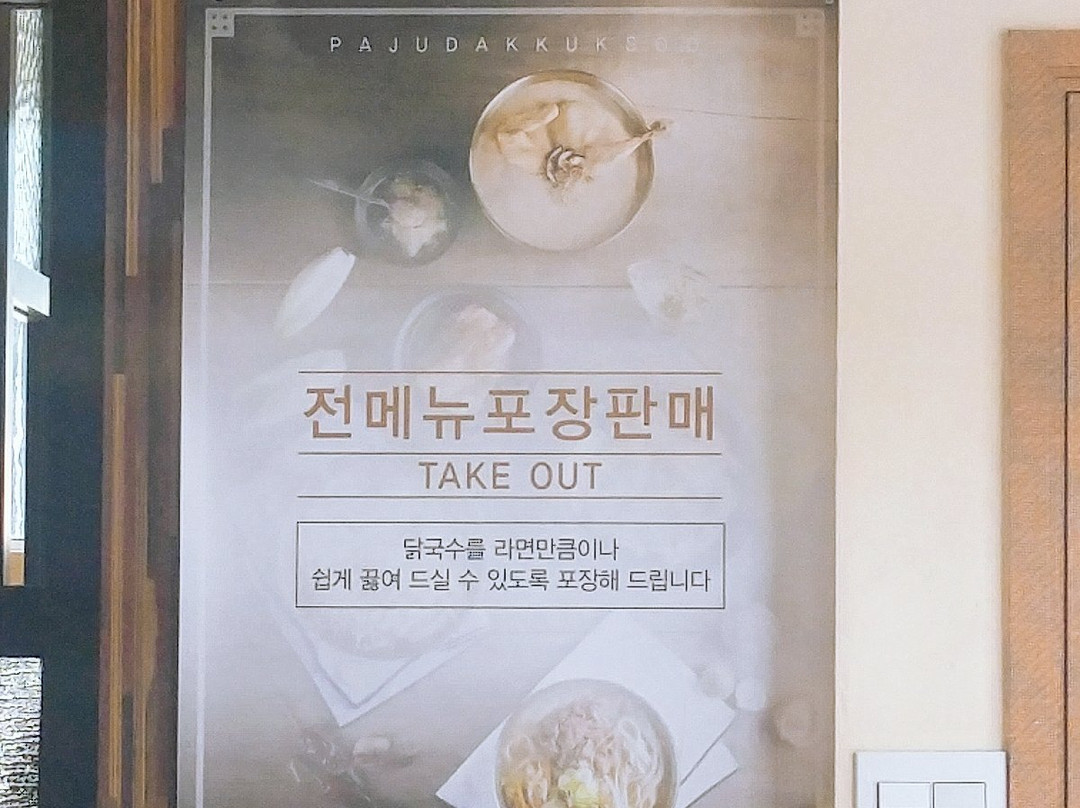 PAJUDAKKUKSOO
전메뉴포장판매
TAKE OUT
닭국수를 라면만큼이나
쉽게 끓여 드실 수 있도록 포장해 드립니다